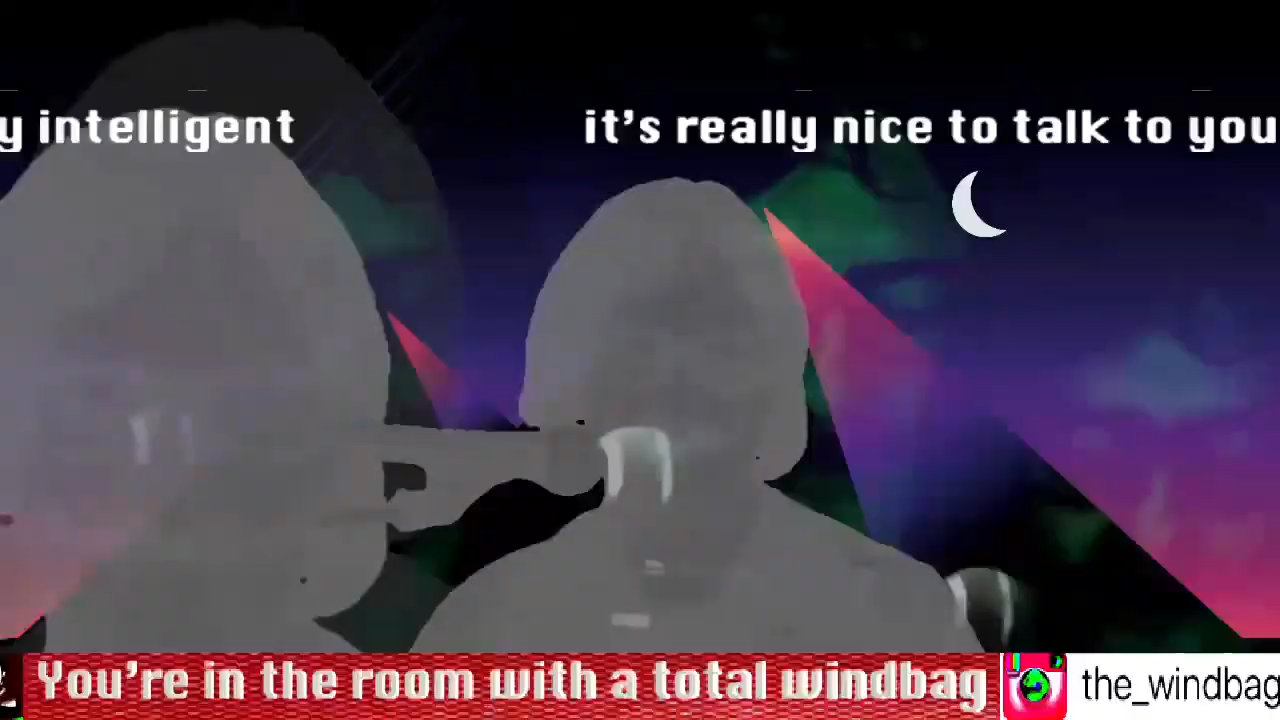 y intelligent it's really nice to talk to you
You're in the room with a total windbag
the_windbag